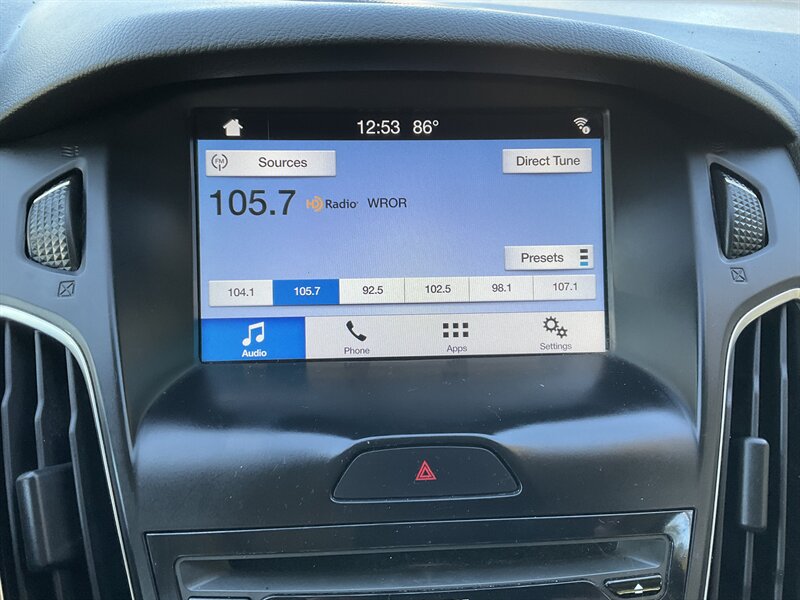 12:53 86°
FM Sources Direct Tune
105.7 HD Radio WROR
Presets
104.1 105.7 92.5 102.5 98.1 107.1
Audio Phone Apps Settings